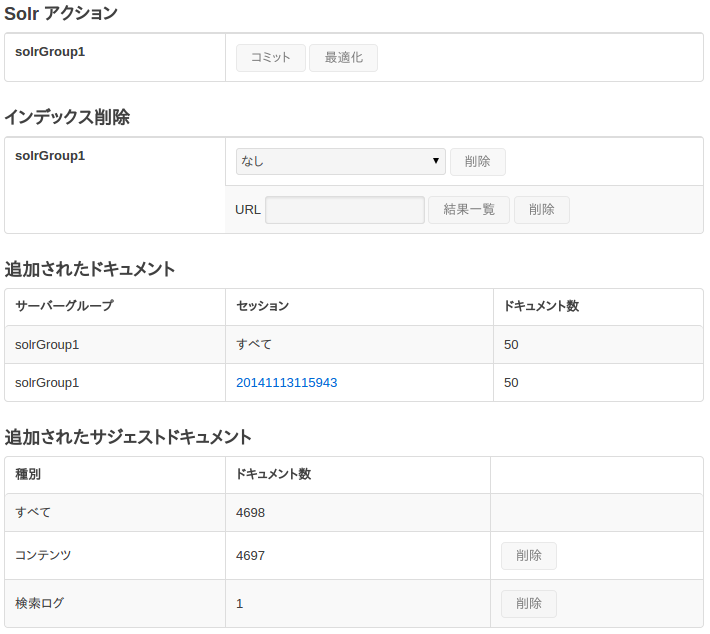 Solr アクション
solrGroup1 コミット 最適化
インデックス削除
solrGroup1 なし 削除
URL 結果一覧 削除
追加されたドキュメント
サーバーグループ セッション ドキュメント数
solrGroup1 すべて 50
solrGroup1 20141113115943 50
追加されたサジェストドキュメント
種別 ドキュメント数
すべて 4698
コンテンツ 4697 削除
検索ログ 1 削除